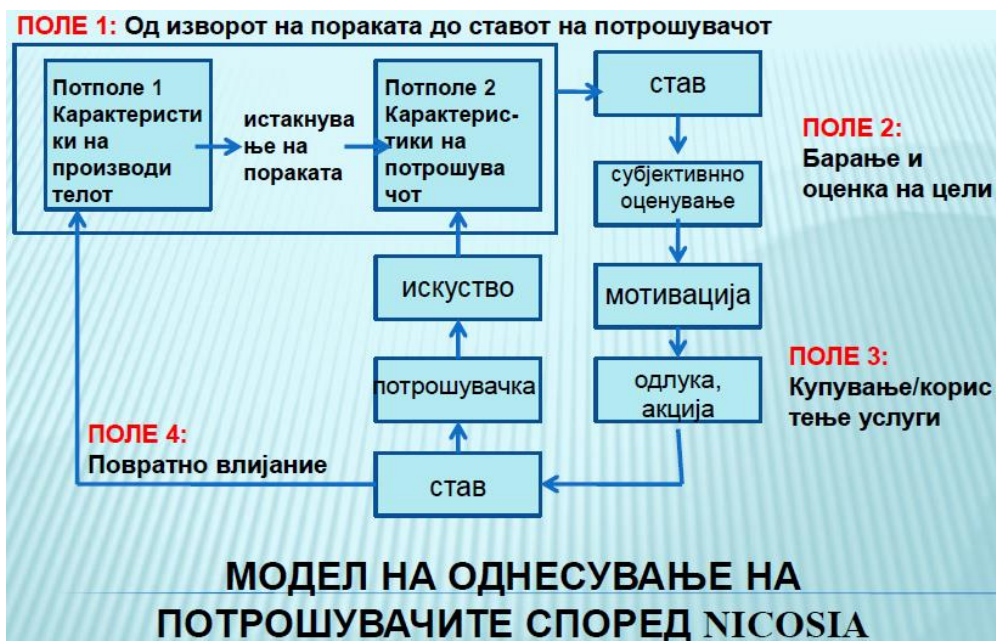 ПОЛЕ 1: Од изворот на пораката до ставот на потрошувачот
Потполе 1
Карактеристи
ки на
производи
телот
истакнува
ње на
пораката
Потполе 2
Карактерис-
тики на
потрошува
чот
став
субјективнно
оценување
мотивација
одлука,
акција
ПОЛЕ 2:
Барање и
оценка на цели
ПОЛЕ 3:
Купување/корис
тење услуги
искуство
потрошувачка
став
ПОЛЕ 4:
Повратно влијание
МОДЕЛ НА ОДНЕСУВАЊЕ НА
ПОТРОШУВАЧИТЕ СПОРЕД NICOSIA